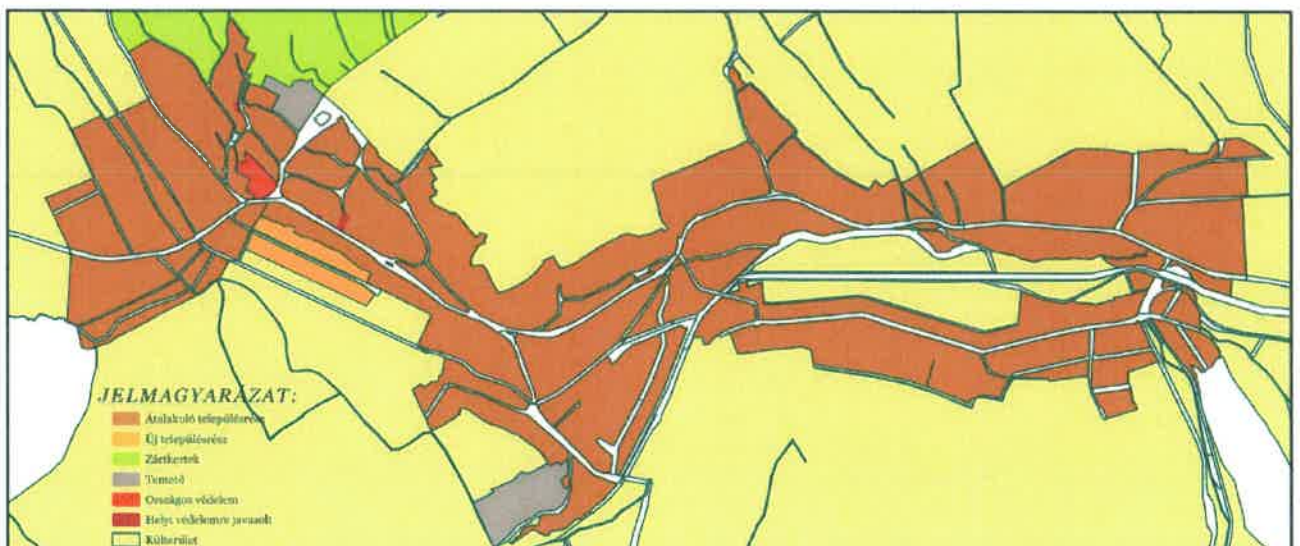 JELMAGYARÁZAT:
Átalakuló településrész
Új településrész
Zártkertek
Temető
Országos védelem
Helyi védelemre javasolt
Külterület